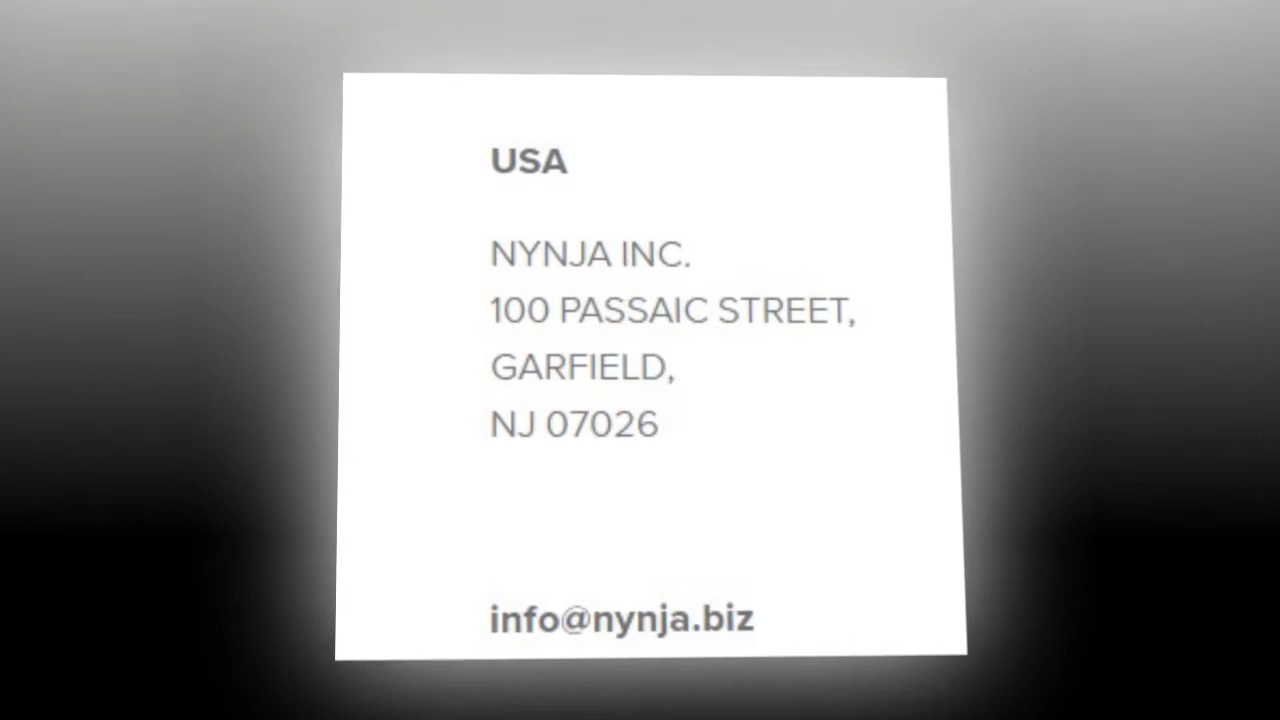 USA
NYNJA INC.
100 PASSAIC STREET,
GARFIELD,
NJ 07026
info@nynja.biz